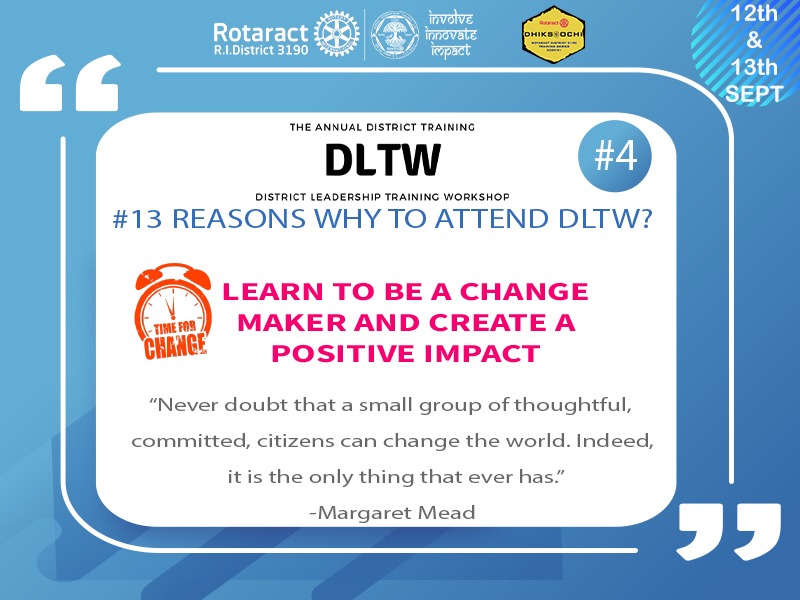 Rotaract
R.I.District 3190
involve
innovate
impact
Rotaract
DHIKSOOCHI
12th
&
13th
SEPT
THE ANNUAL DISTRICT TRAINING
DLTW
#4
DISTRICT LEADERSHIP TRAINING WORKSHOP
#13 REASONS WHY TO ATTEND DLTW?
TIME FOR
CHANGE
LEARN TO BE A CHANGE
MAKER AND CREATE A
POSITIVE IMPACT
“Never doubt that a small group of thoughtful,
committed, citizens can change the world. Indeed,
it is the only thing that ever has.”
-Margaret Mead